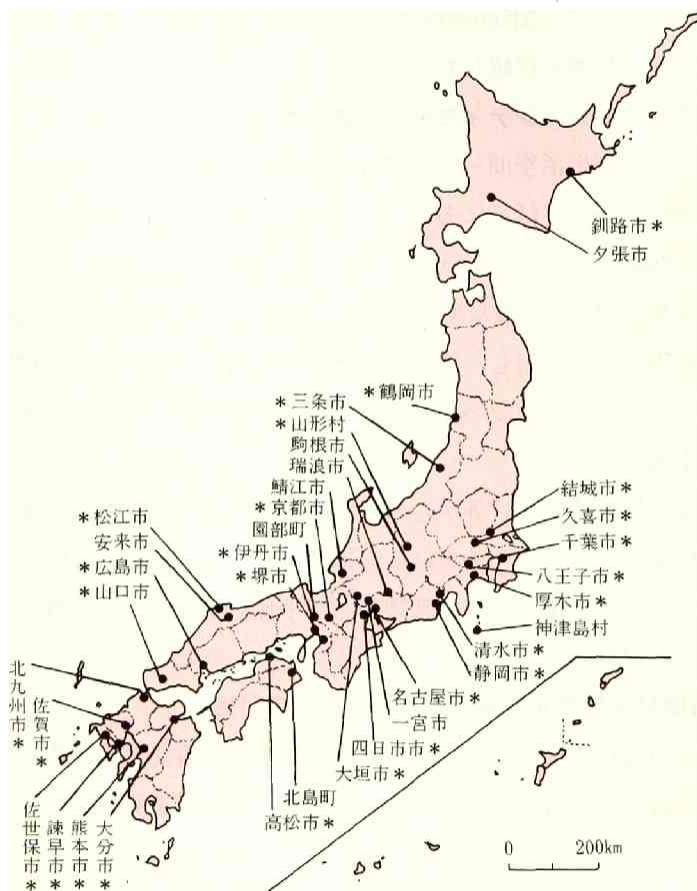 釧路市*
夕張市
*鶴岡市
*三条市
*山形村
駒根市
瑞浪市
鯖江市
*京都市
園部町
*伊丹市
*堺市
*松江市
安来市
*広島市
*山口市
結城市*
久喜市*
千葉市*
八王子市*
厚木市*
神津島村
清水市*
静岡市*
名古屋市*
一宮市
四日市市*
大垣市*
北島町
高松市*
北九州市*
佐賀市*
佐世保市*
諫早市*
熊本市*
大分市*
0 200km